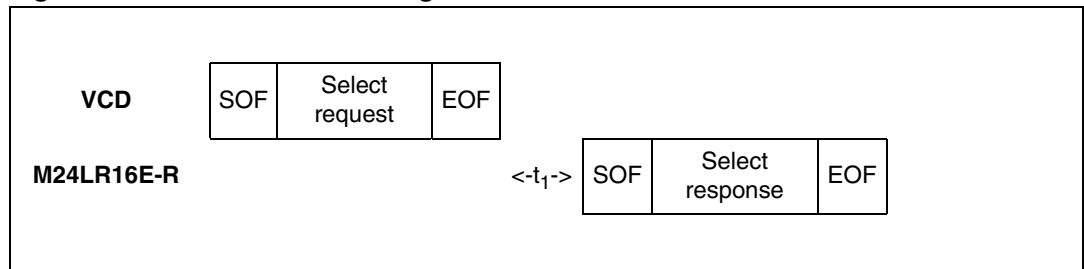 VCD SOF Select request EOF
M24LR16E-R <-t1-> SOF Select response EOF